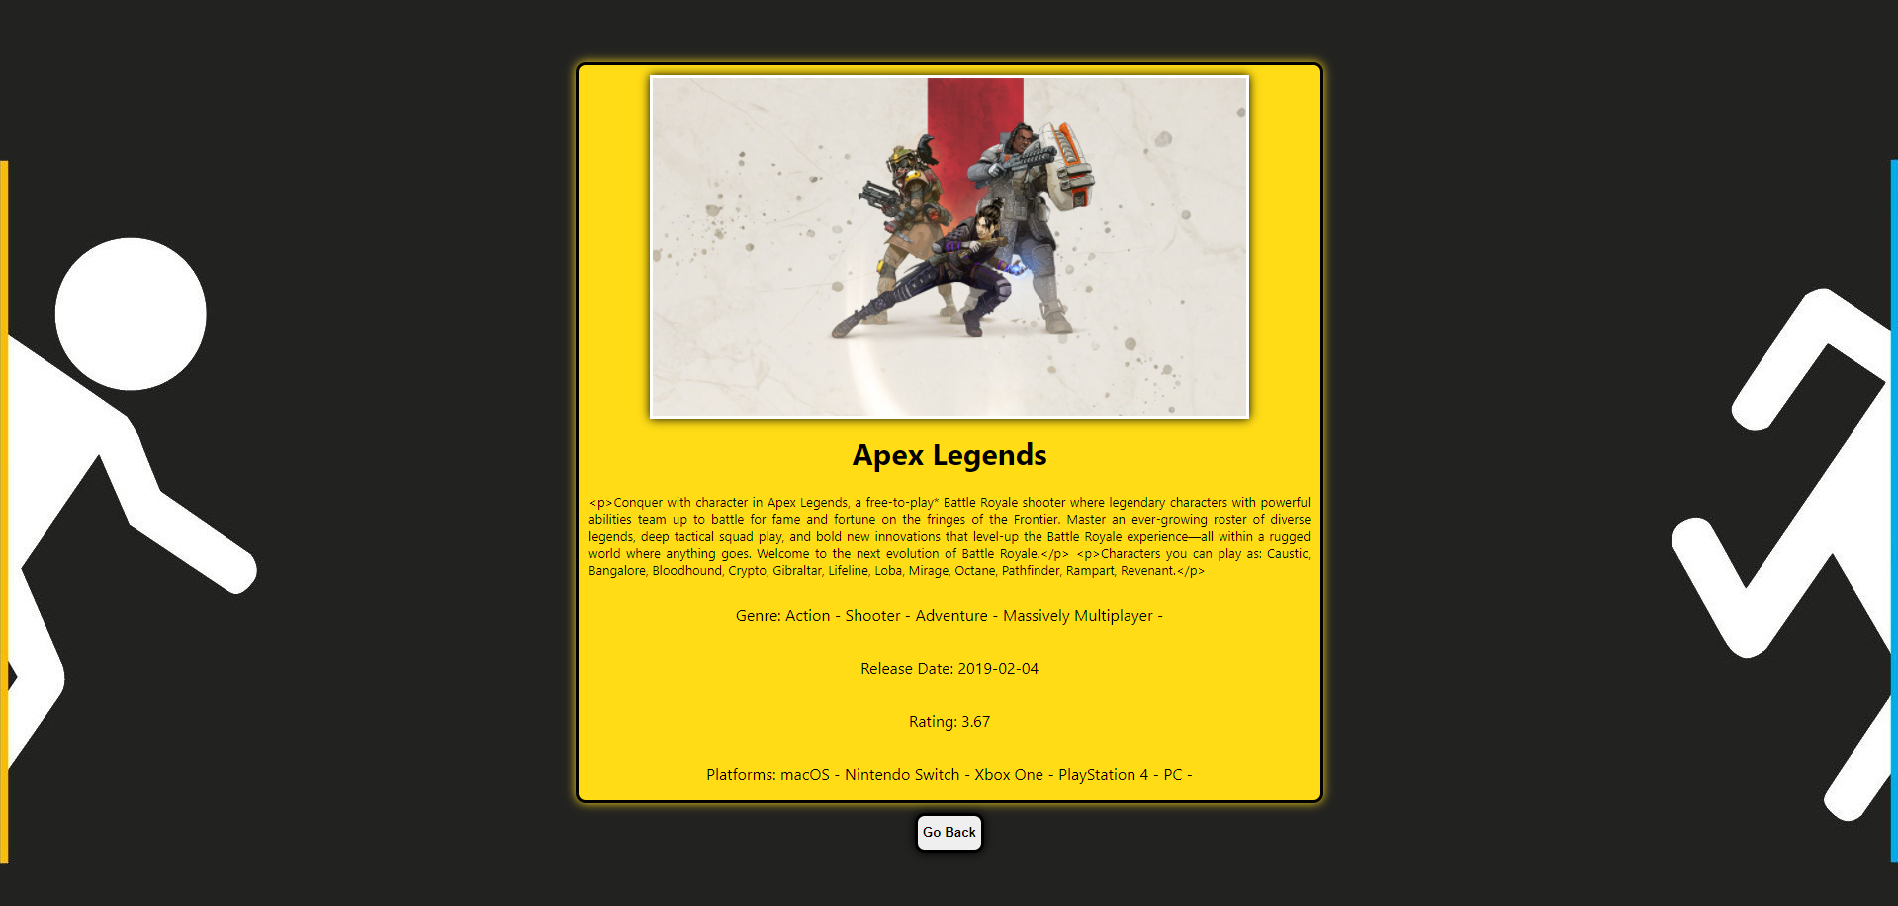 Apex Legends
<p>Conquer with character in Apex Legends, a free-to-play* Battle Royale shooter where legendary characters with powerful
abilities team up to battle for fame and fortune on the fringes of the Frontier. Master an ever-growing roster of diverse
legends, deep tactical squad play, and bold new innovations that level-up the Battle Royale experience—all within a rugged
world where anything goes. Welcome to the next evolution of Battle Royale.</p> <p>Characters you can play as: Caustic,
Bangalore, Bloodhound, Crypto, Gibraltar, Lifeline, Loba, Mirage, Octane, Pathfinder, Rampart, Revenant.</p>
Genre: Action - Shooter - Adventure - Massively Multiplayer -
Release Date: 2019-02-04
Rating: 3.67
Platforms: macOS - Nintendo Switch - Xbox One - PlayStation 4 - PC -
Go Back